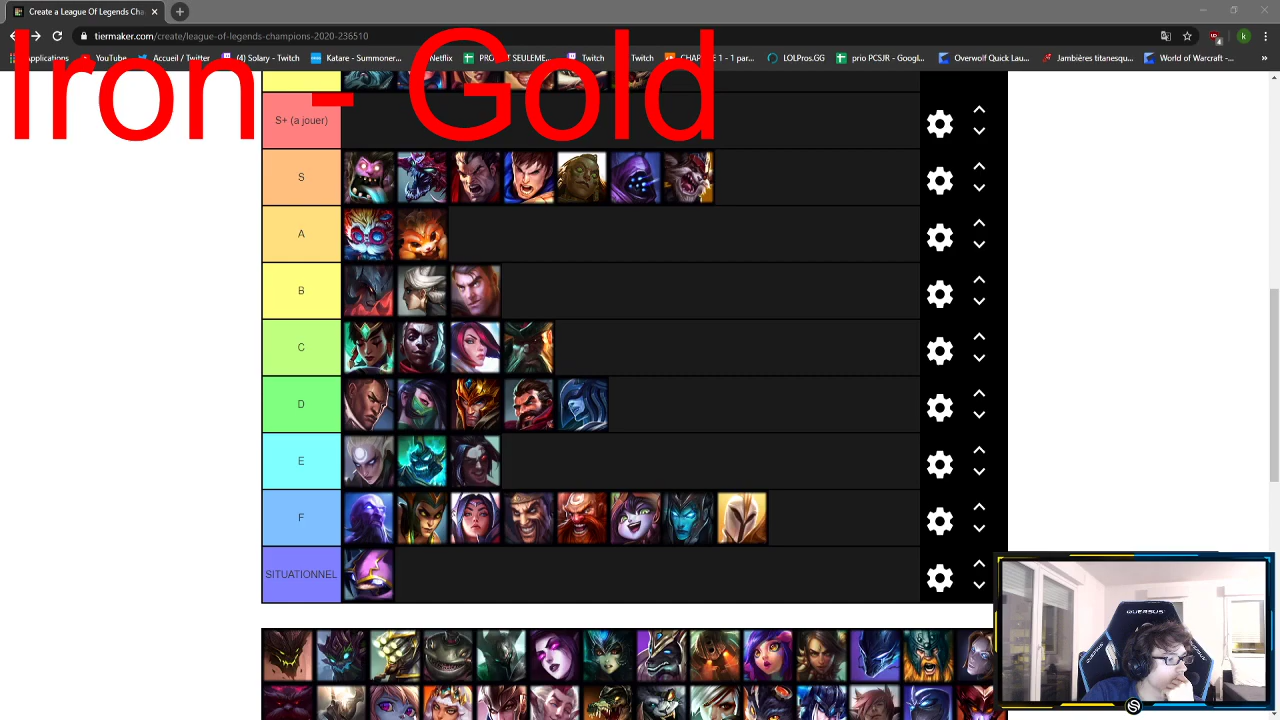 Create a League Of Legends Cha
tiermaker.com/create/league-of-legends-champions-2020-236510
k
YouTube
Accueil / Twitter
(4) Solary - Twitch
Katare - Summoner...
Netflix
Twitch
Twitch
LOLPros.GG
prio PCSJR - Googl...
Overwolf Quick Lau...
Jambières titanesqu...
World of Warcraft -...
Iron - Gold
S+ (a jouer)
S
A
B
C
D
E
F
SITUATIONNEL
QUERSUS